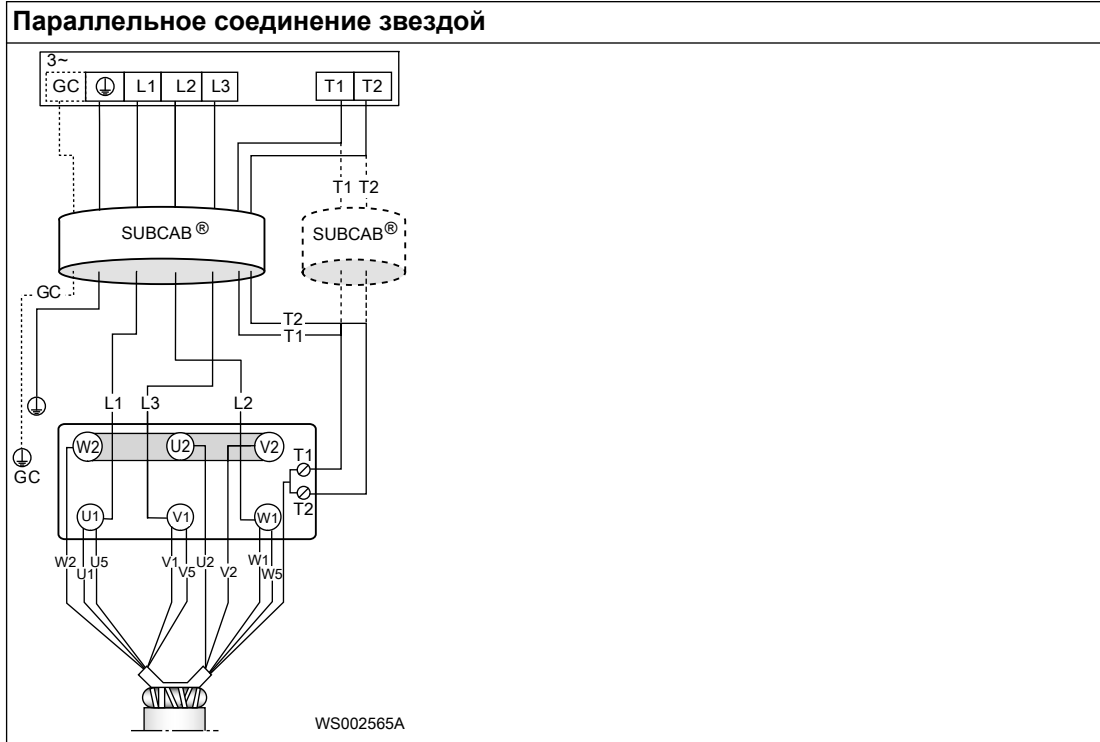 Параллельное соединение звездой
3~
GC L1 L2 L3 T1 T2
T1 T2
SUBCAB® SUBCAB®
GC
T2
T1
L1 L3 L2
W2 U2 V2
T1
GC
T2
U1 V1 W1
W2 U5 V1 U2 W1
U1 V5 V2 W5
WS002565A